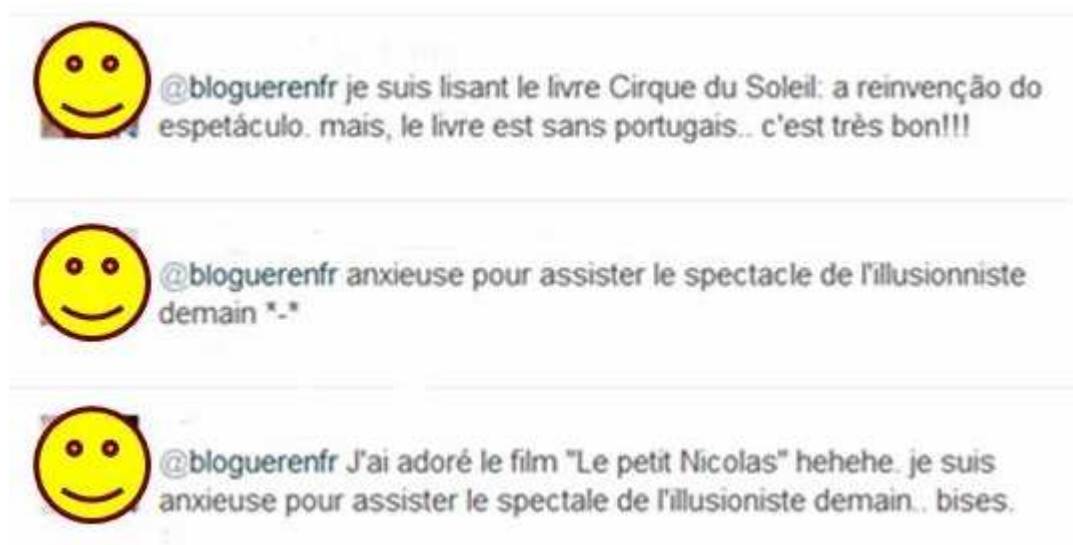 @bloguerenfr je suis lisant le livre Cirque du Soleil: a reinvenção do
espetáculo. mais, le livre est sans portugais.. c'est très bon!!!
@bloguerenfr anxieuse pour assister le spectacle de l'illusionniste
demain *-*
@bloguerenfr J'ai adoré le film "Le petit Nicolas" hehehe. je suis
anxieuse pour assister le spectale de l'illusioniste demain.. bises.